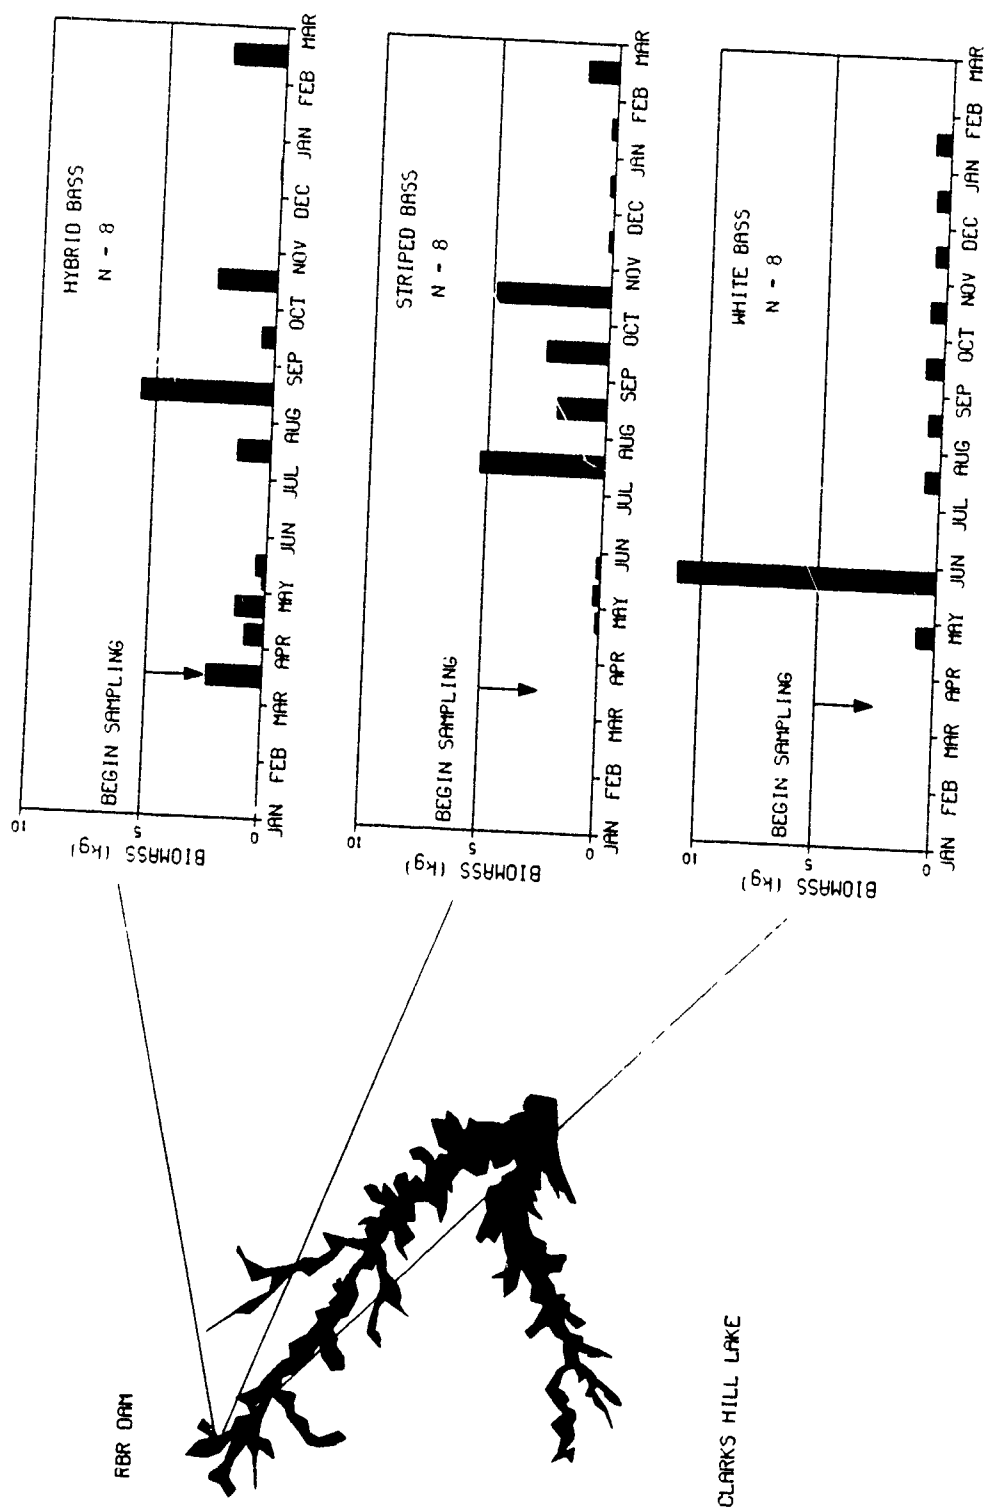 RBR DAM
CLARKS HILL LAKE
HYBRID BASS
N - 8
BEGIN SAMPLING
BIOMASS (kg)
10
5
0
JAN FEB MAR APR MAY JUN JUL AUG SEP OCT NOV DEC JAN FEB MAR
STRIPED BASS
N - 8
BEGIN SAMPLING
BIOMASS (kg)
10
5
0
JAN FEB MAR APR MAY JUN JUL AUG SEP OCT NOV DEC JAN FEB MAR
WHITE BASS
N - 8
BEGIN SAMPLING
BIOMASS (kg)
10
5
0
JAN FEB MAR APR MAY JUN JUL AUG SEP OCT NOV DEC JAN FEB MAR